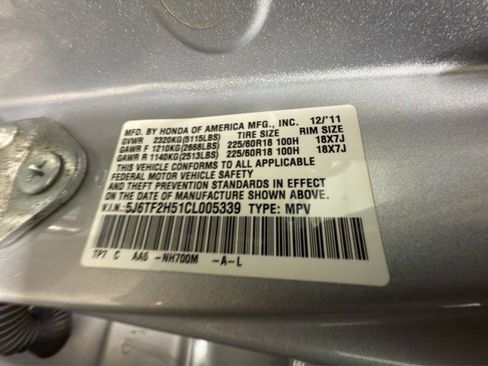 MFD. BY HONDA OF AMERICA MFG., INC. 12/'11
GVWR 2320KG(5115LBS) TIRE SIZE RIM SIZE
GAWR F 1210KG(2668LBS) 225/60R18 100H 18X7J
GAWR R 1140KG(2513LBS) 225/60R18 100H 18X7J
THIS VEHICLE CONFORMS TO ALL APPLICABLE
FEDERAL MOTOR VEHICLE SAFETY
AND THEFT PREVENTION STANDARDS IN EFFECT
ON THE DATE OF MANUFACTURE SHOWN ABOVE.
V.I.N.: 5J6TF2H51CL005339 TYPE: MPV
TP7 C AA6 -NH700M -A-L